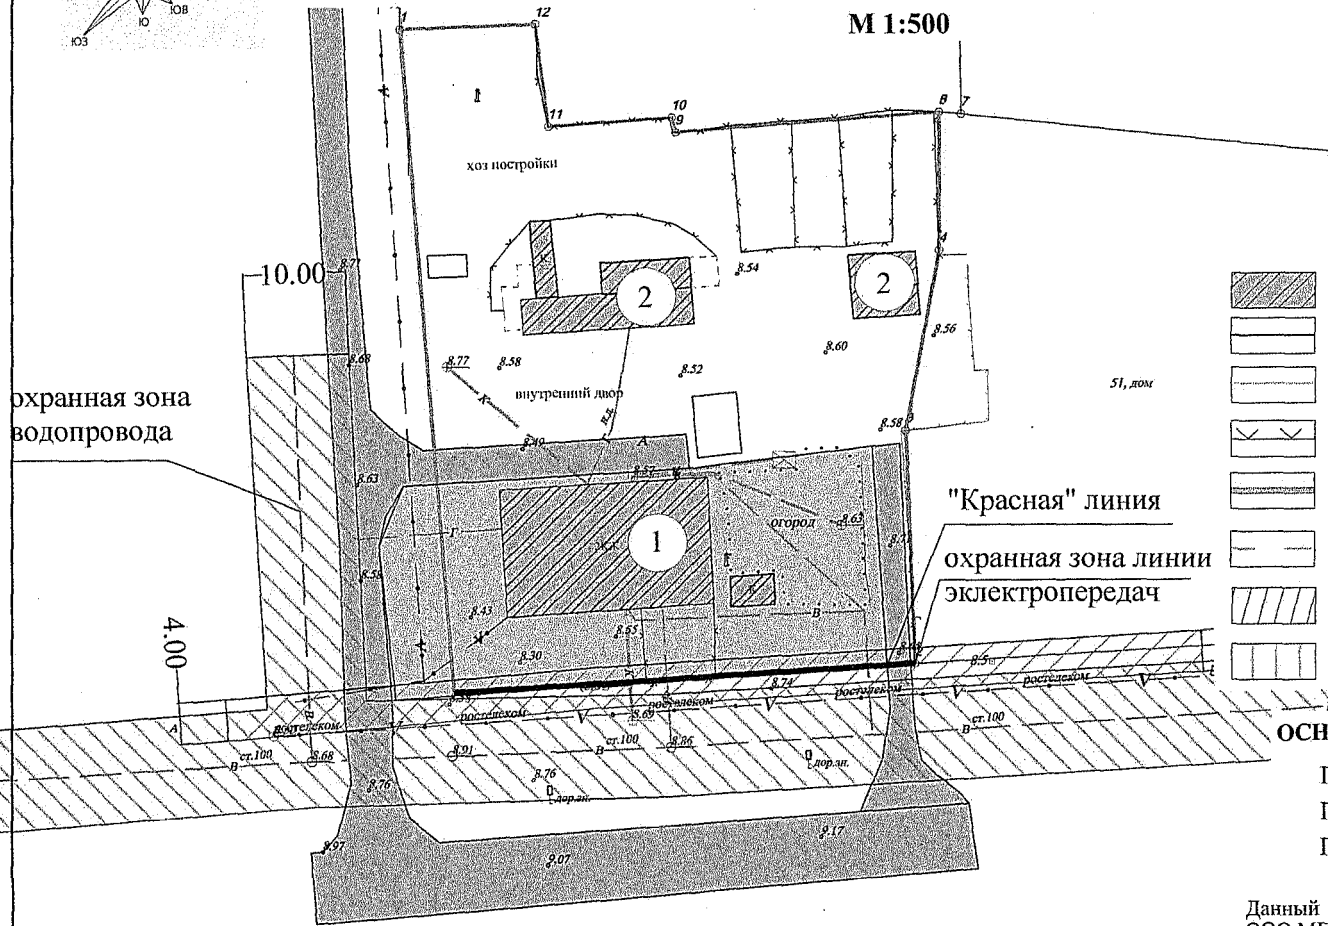 ЮЗ
Ю
ЮВ
М 1:500
1
12
11
10
9
8
7
4
хоз постройки
2
2
8.54
10.00
8.71
8.68
8.77
8.58
8.52
8.60
8.56
51, дом
внутренний двор
К
8.49
А
8.57
8.58
3
охранная зона
водопровода
8.63
Г
1
огород
8.63
"Красная" линия
охранная зона линии
эклектропередач
8.43
8.65
В
8.30
4.00
8.74
ростелеком
ростелеком
ростелеком
ростелеком
ростелеком
V
V
V
V
8.69
А
В ст.100
8.68
8.91
В ст.100
8.86
В ст.100
дор.зн.
8.76
8.76
дор.зн.
ОСН
8.97
9.07
9.17
Данный